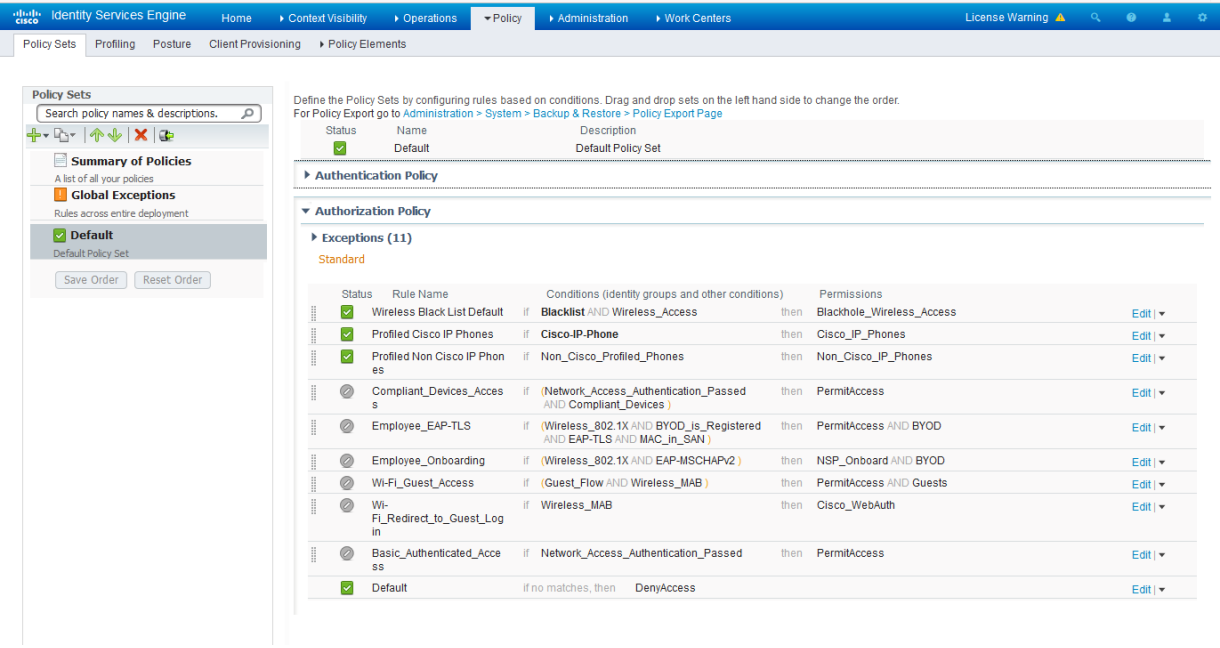 cisco Identity Services Engine Home Context Visibility Operations Policy Administration Work Centers License Warning
Policy Sets Profiling Posture Client Provisioning Policy Elements
Policy Sets
Search policy names & descriptions.
Summary of Policies
A list of all your policies
Global Exceptions
Rules across entire deployment
Default
Default Policy Set
Save Order Reset Order
Define the Policy Sets by configuring rules based on conditions. Drag and drop sets on the left hand side to change the order.
For Policy Export go to Administration > System > Backup & Restore > Policy Export Page
Status Name Description
Default Default Policy Set
Authentication Policy
Authorization Policy
Exceptions (11)
Standard
Status Rule Name Conditions (identity groups and other conditions) Permissions
Wireless Black List Default if Blacklist AND Wireless_Access then Blackhole_Wireless_Access Edit |
Profiled Cisco IP Phones if Cisco-IP-Phone then Cisco_IP_Phones Edit |
Profiled Non Cisco IP Phon if Non_Cisco_Profiled_Phones then Non_Cisco_IP_Phones Edit |
es
Compliant_Devices_Acces if (Network_Access_Authentication_Passed then PermitAccess Edit |
s AND Compliant_Devices )
Employee_EAP-TLS if (Wireless_802.1X AND BYOD_is_Registered then PermitAccess AND BYOD Edit |
AND EAP-TLS AND MAC_in_SAN )
Employee_Onboarding if (Wireless_802.1X AND EAP-MSCHAPv2 ) then NSP_Onboard AND BYOD Edit |
Wi-Fi_Guest_Access if (Guest_Flow AND Wireless_MAB ) then PermitAccess AND Guests Edit |
Wi- if Wireless_MAB then Cisco_WebAuth Edit |
Fi_Redirect_to_Guest_Log
in
Basic_Authenticated_Acce if Network_Access_Authentication_Passed then PermitAccess Edit |
ss
Default if no matches, then DenyAccess Edit |